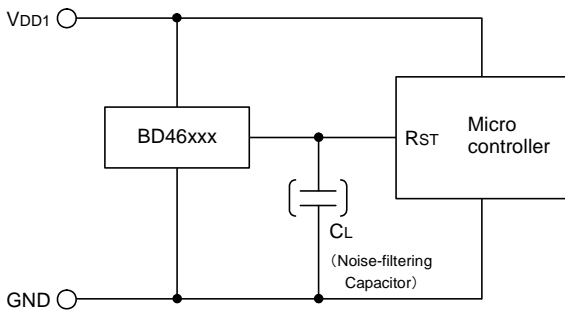 VDD1
BD46xxx
RST
Micro
controller
CL
（Noise-filtering
Capacitor）
GND